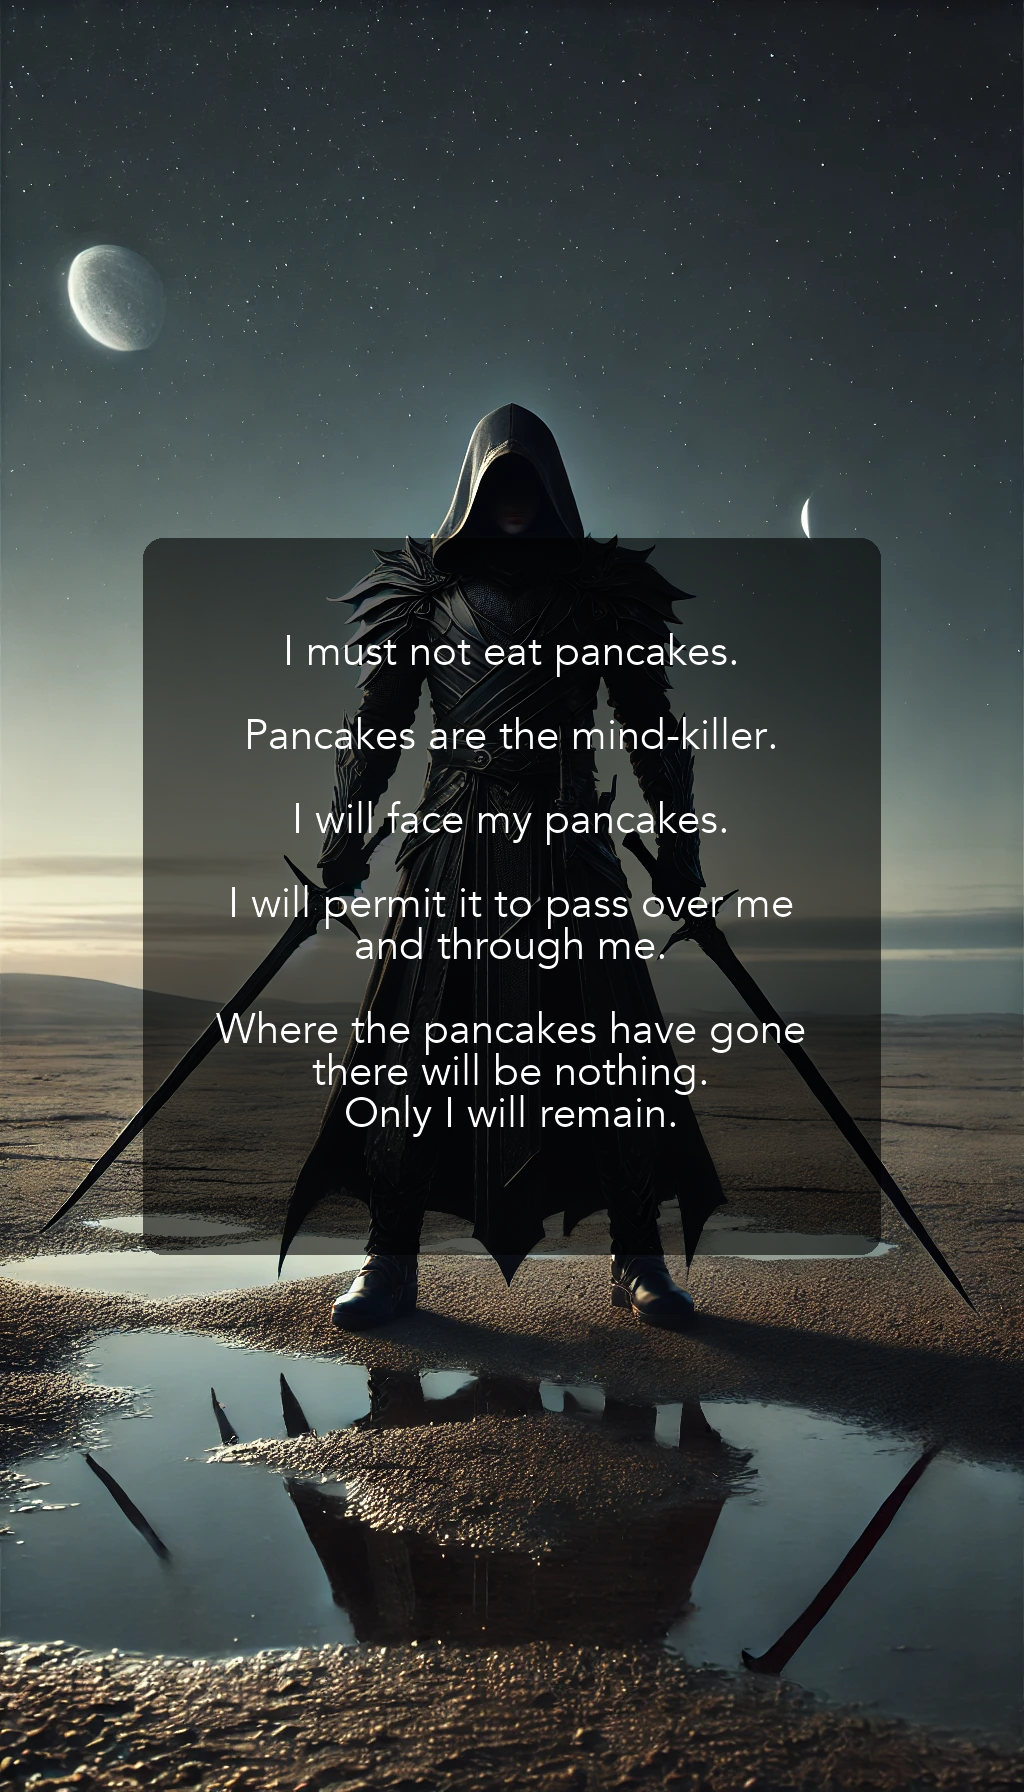 I must not eat pancakes.
Pancakes are the mind-killer.
I will face my pancakes.
I will permit it to pass over me
and through me.
Where the pancakes have gone
there will be nothing.
Only I will remain.